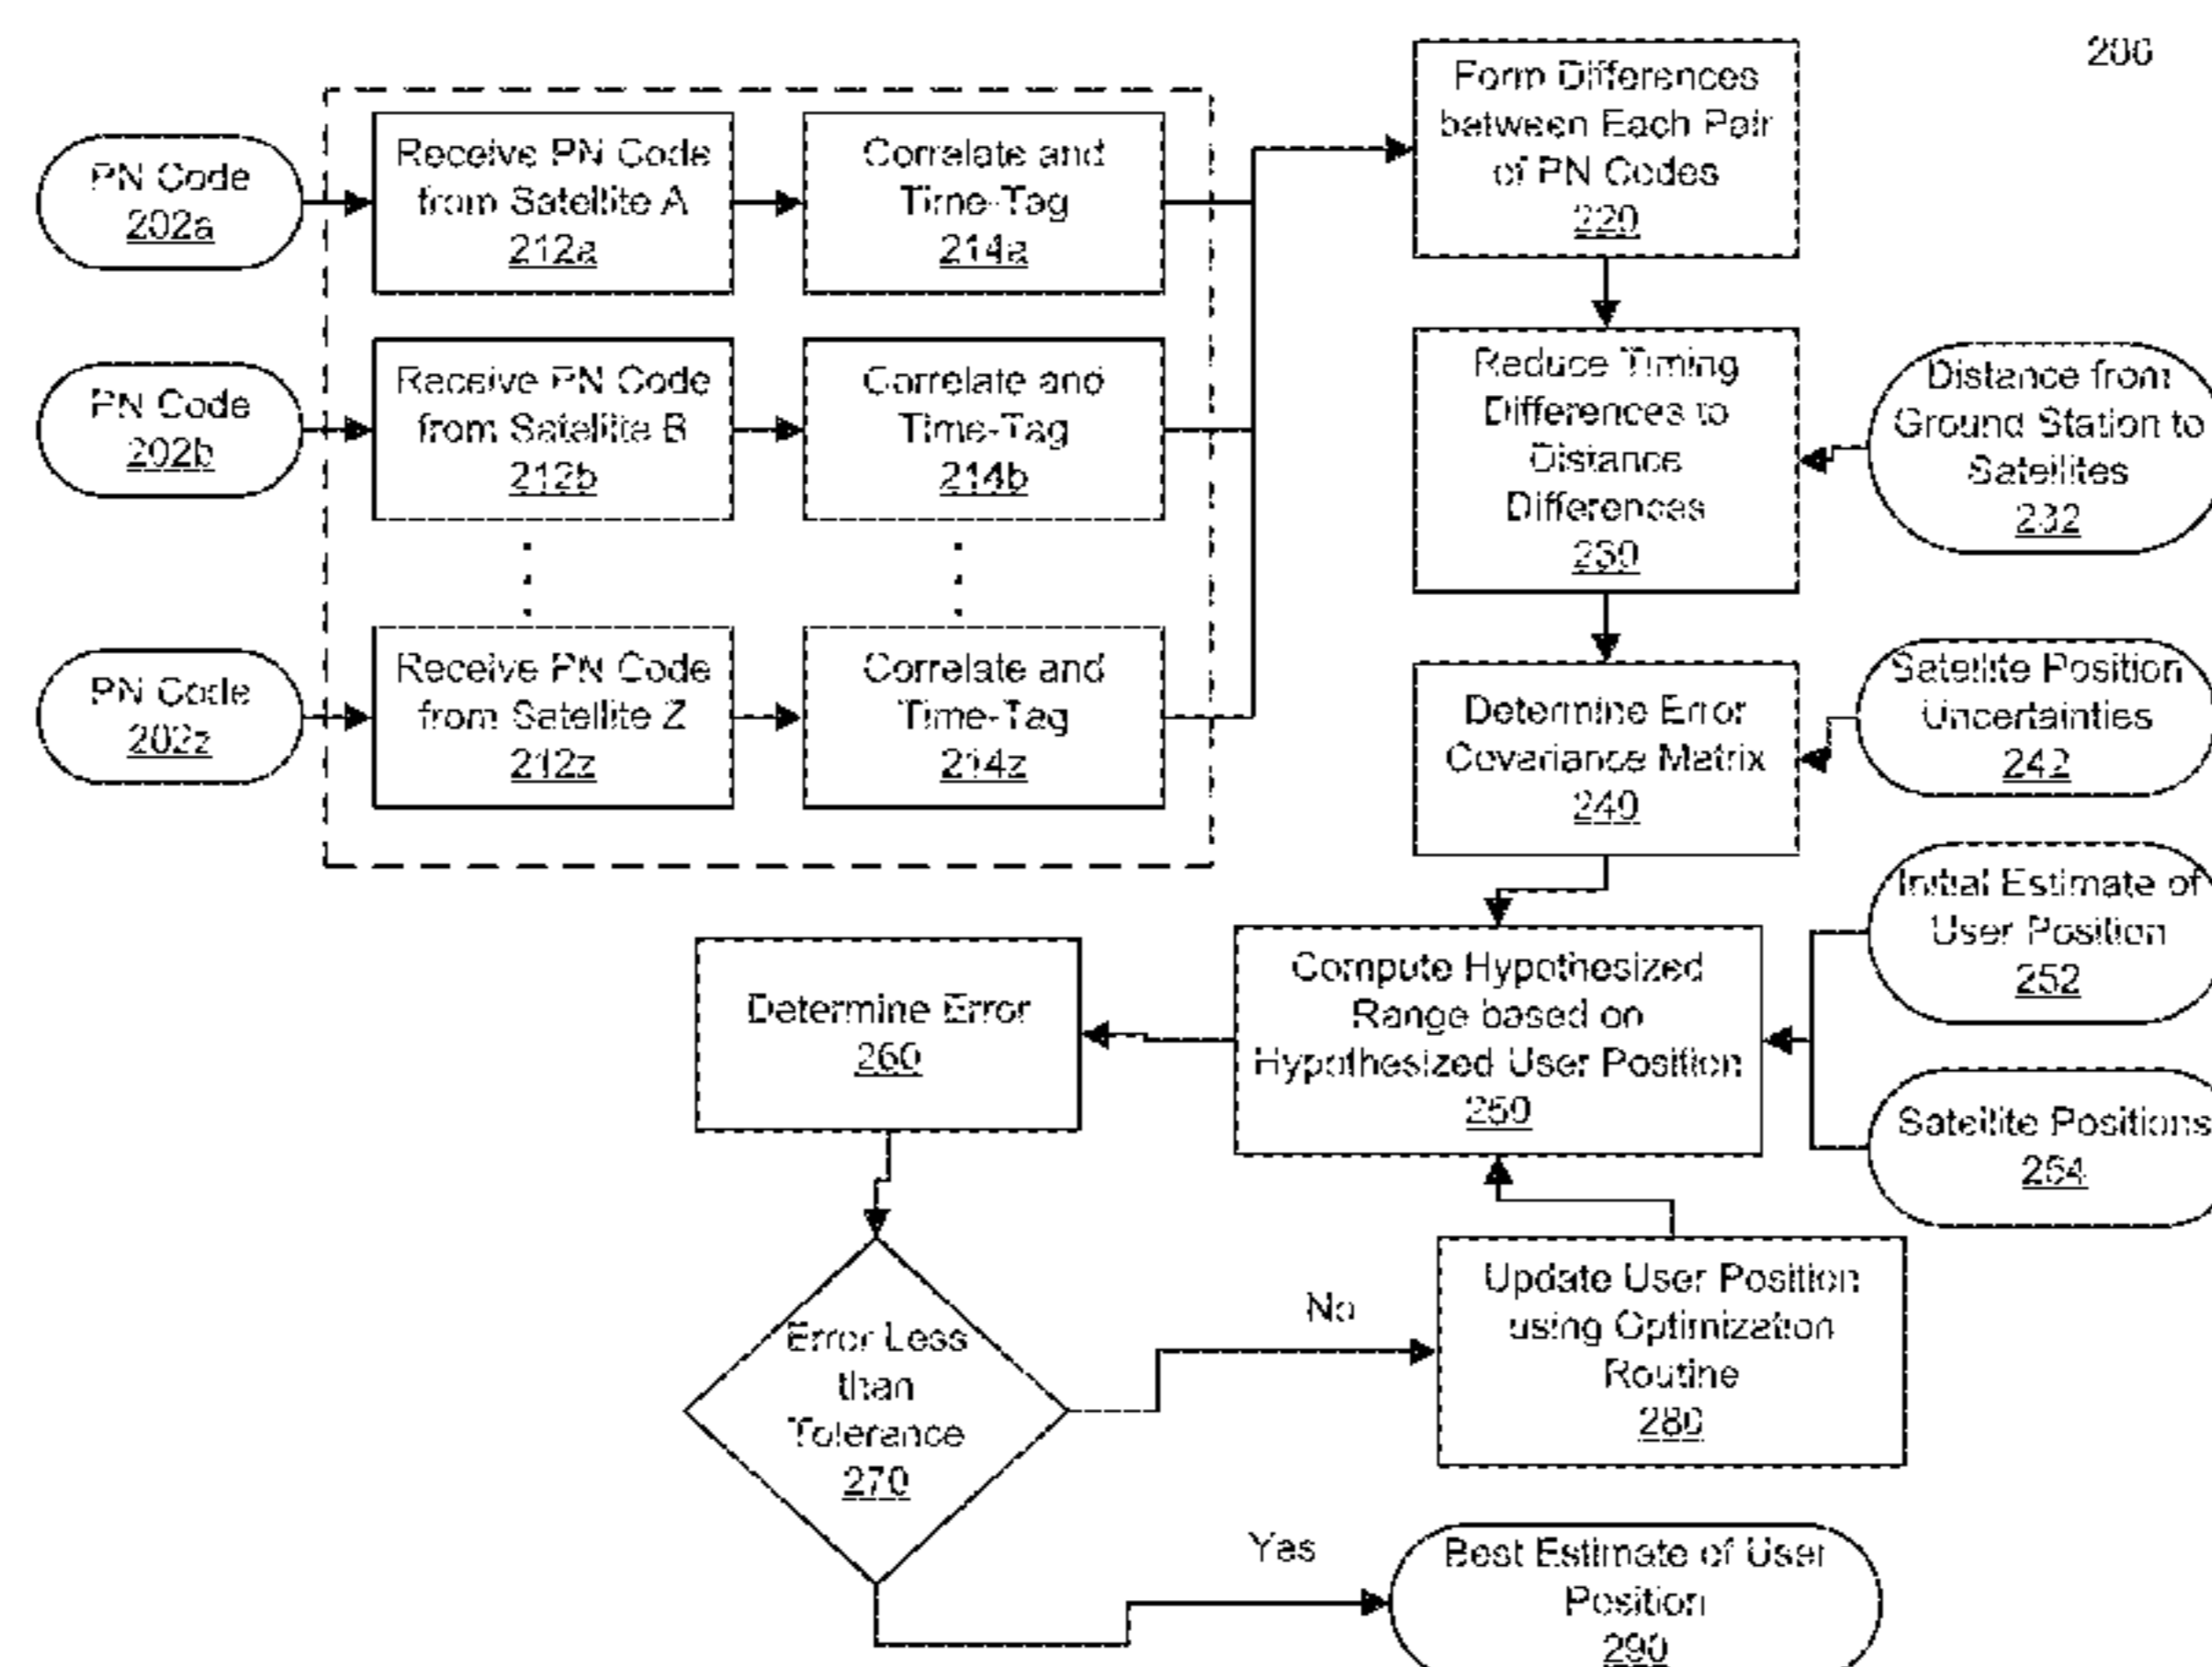 200
PN Code
202a
Receive PN Code
from Satellite A
212a
Correlate and
Time-Tag
214a
PN Code
202b
Receive PN Code
from Satellite B
212b
Correlate and
Time-Tag
214b
PN Code
202z
Receive PN Code
from Satellite Z
212z
Correlate and
Time-Tag
214z
Form Differences
between Each Pair
of PN Codes
220
Reduce Timing
Differences to
Distance
Differences
230
Distance from
Ground Station to
Satellites
232
Determine Error
Covariance Matrix
240
Satellite Position
Uncertainties
242
Compute Hypothesized
Range based on
Hypothesized User Position
250
Initial Estimate of
User Position
252
Satellite Positions
254
Determine Error
260
Error Less
than
Tolerance
270
No
Update User Position
using Optimization
Routine
280
Yes
Best Estimate of User
Position
290